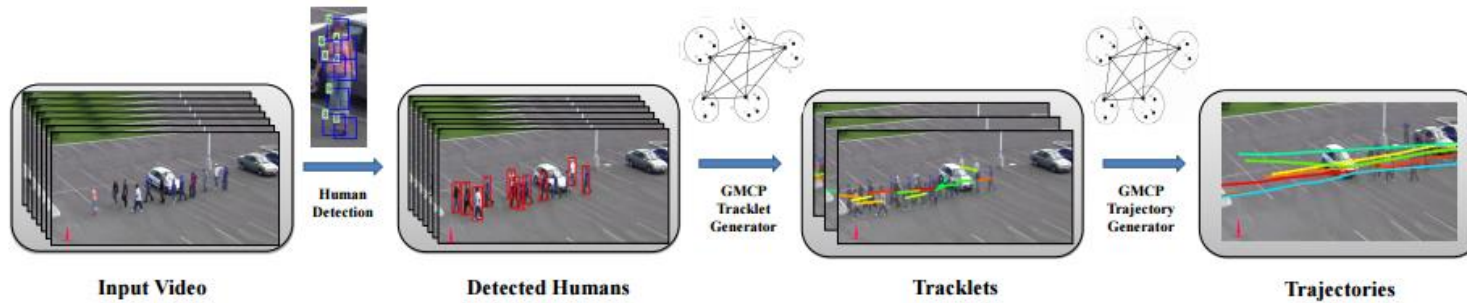 Human
Detection
GMCP
Tracklet
Generator
GMCP
Trajectory
Generator
Input Video
Detected Humans
Tracklets
Trajectories